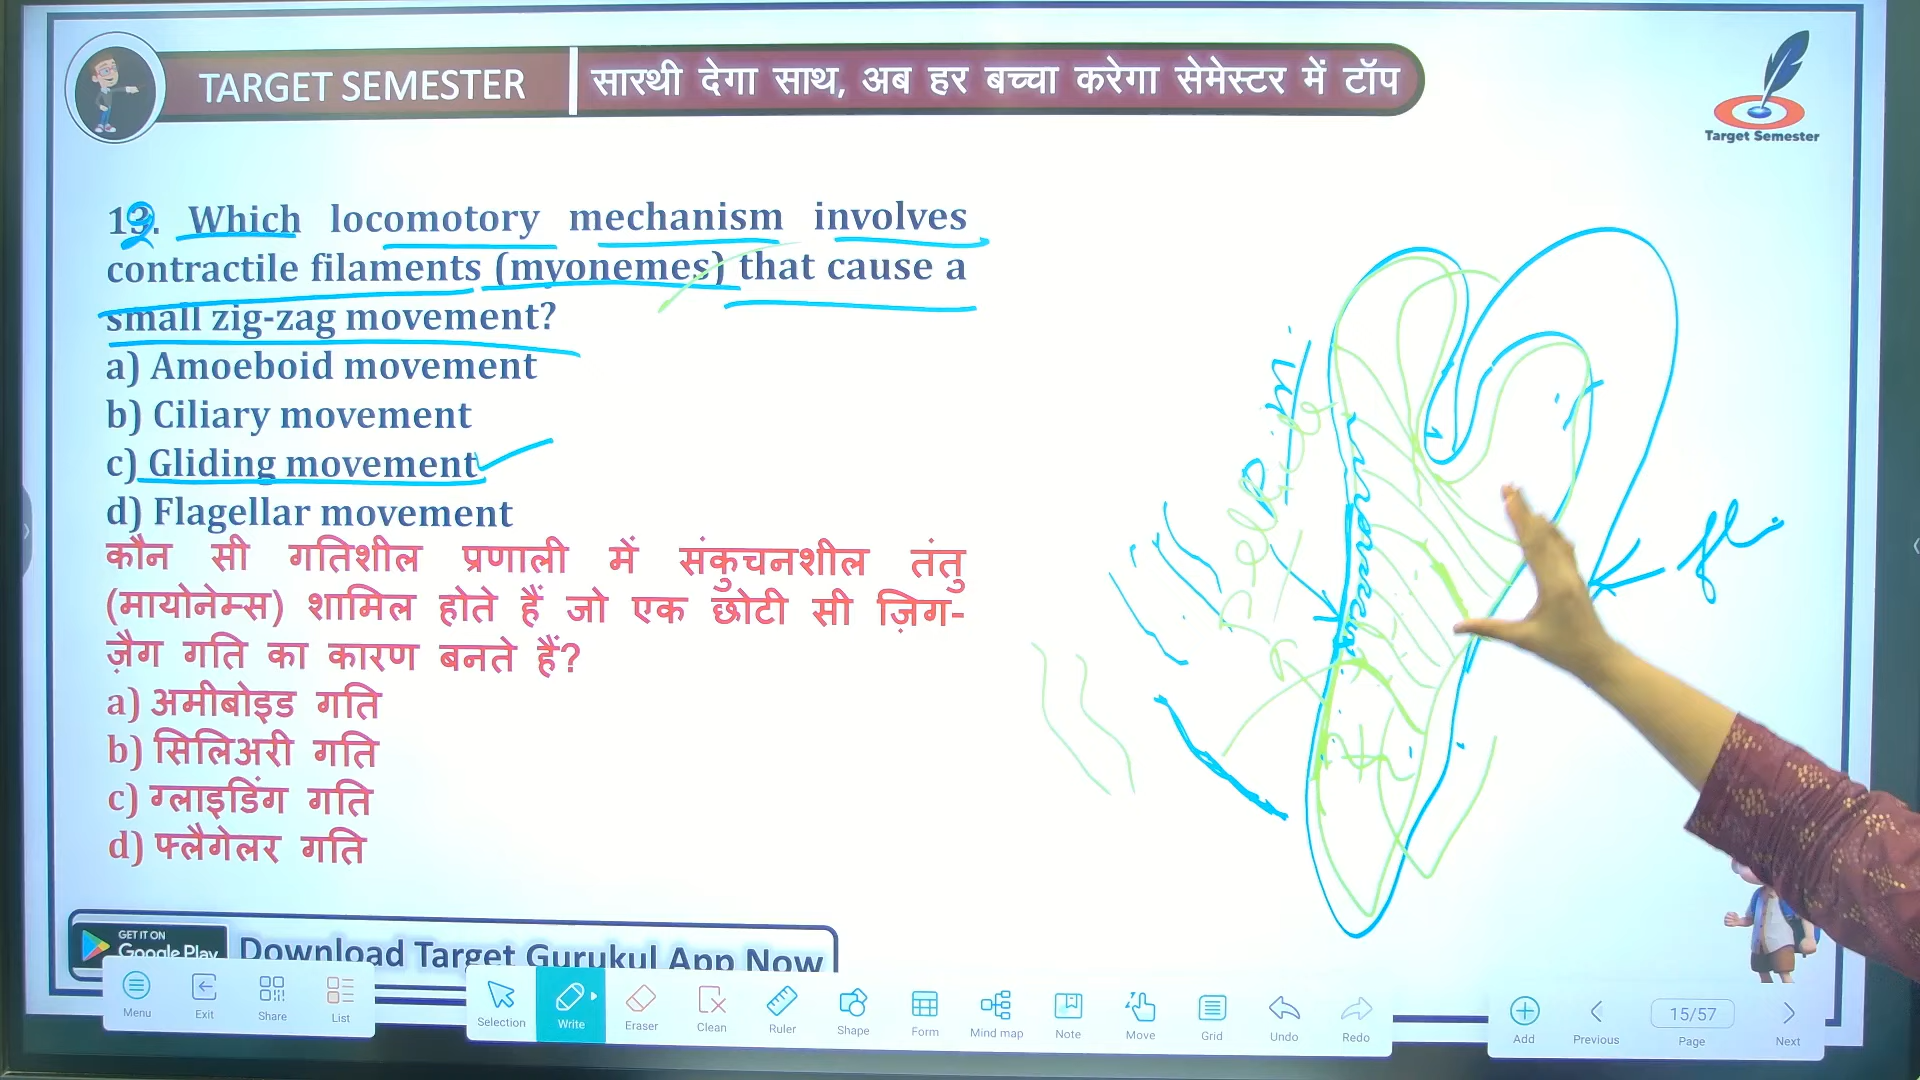 TARGET SEMESTER
सारथी देगा साथ, अब हर बच्चा करेगा सेमेस्टर में टॉप
Target Semester
12. Which locomotory mechanism involves
contractile filaments (myonemes) that cause a
small zig-zag movement?
a) Amoeboid movement
b) Ciliary movement
c) Gliding movement
d) Flagellar movement
कौन सी गतिशील प्रणाली में संकुचनशील तंतु
(मायोनेम्स) शामिल होते हैं जो एक छोटी सी ज़िग-
ज़ैग गति का कारण बनते हैं?
a) अमीबोइड गति
b) सिलिअरी गति
c) ग्लाइडिंग गति
d) फ्लैगेलर गति
GET IT ON
Google Play
Download Target Gurukul App Now
Menu Exit Share List
Selection Write Eraser Clean Ruler Shape Form Mind map Note Move Grid Undo Redo
Add Previous 15/57 Page Next